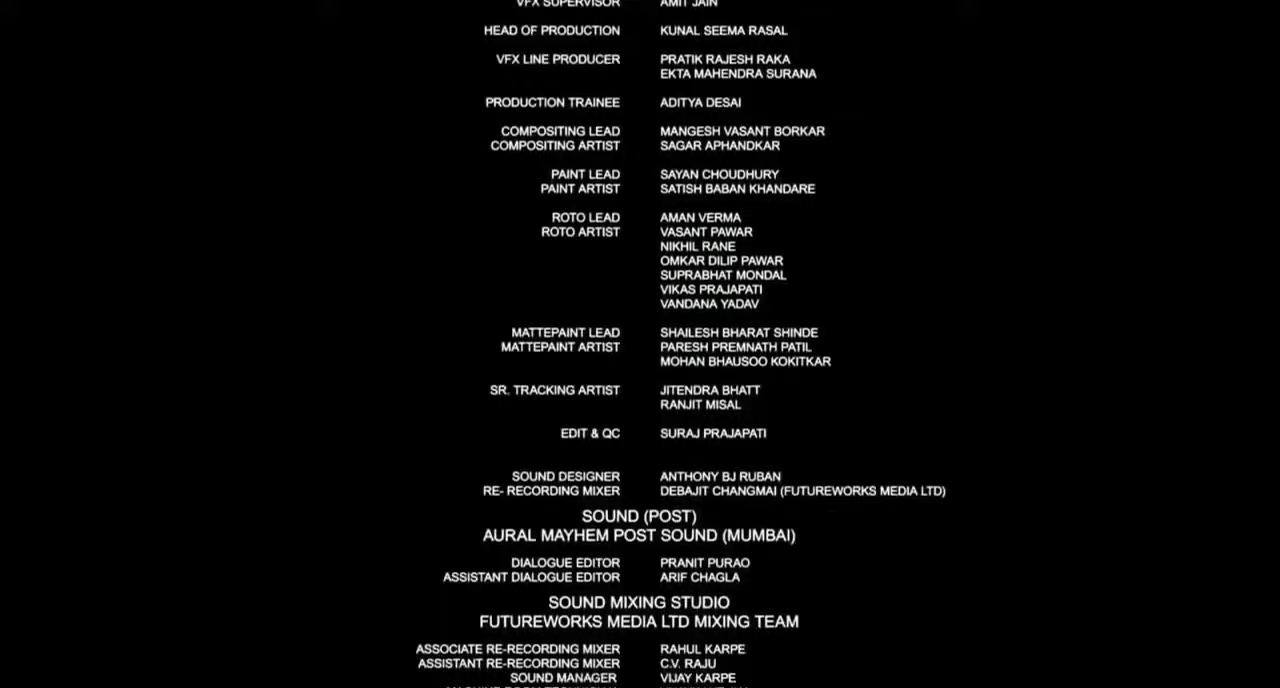 VFX SUPERVISOR AMIT JAIN
HEAD OF PRODUCTION KUNAL SEEMA RASAL
VFX LINE PRODUCER PRATIK RAJESH RAKA
EKTA MAHENDRA SURANA
PRODUCTION TRAINEE ADITYA DESAI
COMPOSITING LEAD MANGESH VASANT BORKAR
COMPOSITING ARTIST SAGAR APHANDKAR
PAINT LEAD SAYAN CHOUDHURY
PAINT ARTIST SATISH BABAN KHANDARE
ROTO LEAD AMAN VERMA
ROTO ARTIST VASANT PAWAR
NIKHIL RANE
OMKAR DILIP PAWAR
SUPRABHAT MONDAL
VIKAS PRAJAPATI
VANDANA YADAV
MATTEPAINT LEAD SHAILESH BHARAT SHINDE
MATTEPAINT ARTIST PARESH PREMNATH PATIL
MOHAN BHAUSOO KOKITKAR
SR. TRACKING ARTIST JITENDRA BHATT
RANJIT MISAL
EDIT & QC SURAJ PRAJAPATI
SOUND DESIGNER ANTHONY BJ RUBAN
RE- RECORDING MIXER DEBAJIT CHANGMAI (FUTUREWORKS MEDIA LTD)
SOUND (POST)
AURAL MAYHEM POST SOUND (MUMBAI)
DIALOGUE EDITOR PRANIT PURAO
ASSISTANT DIALOGUE EDITOR ARIF CHAGLA
SOUND MIXING STUDIO
FUTUREWORKS MEDIA LTD MIXING TEAM
ASSOCIATE RE-RECORDING MIXER RAHUL KARPE
ASSISTANT RE-RECORDING MIXER C.V. RAJU
SOUND MANAGER VIJAY KARPE